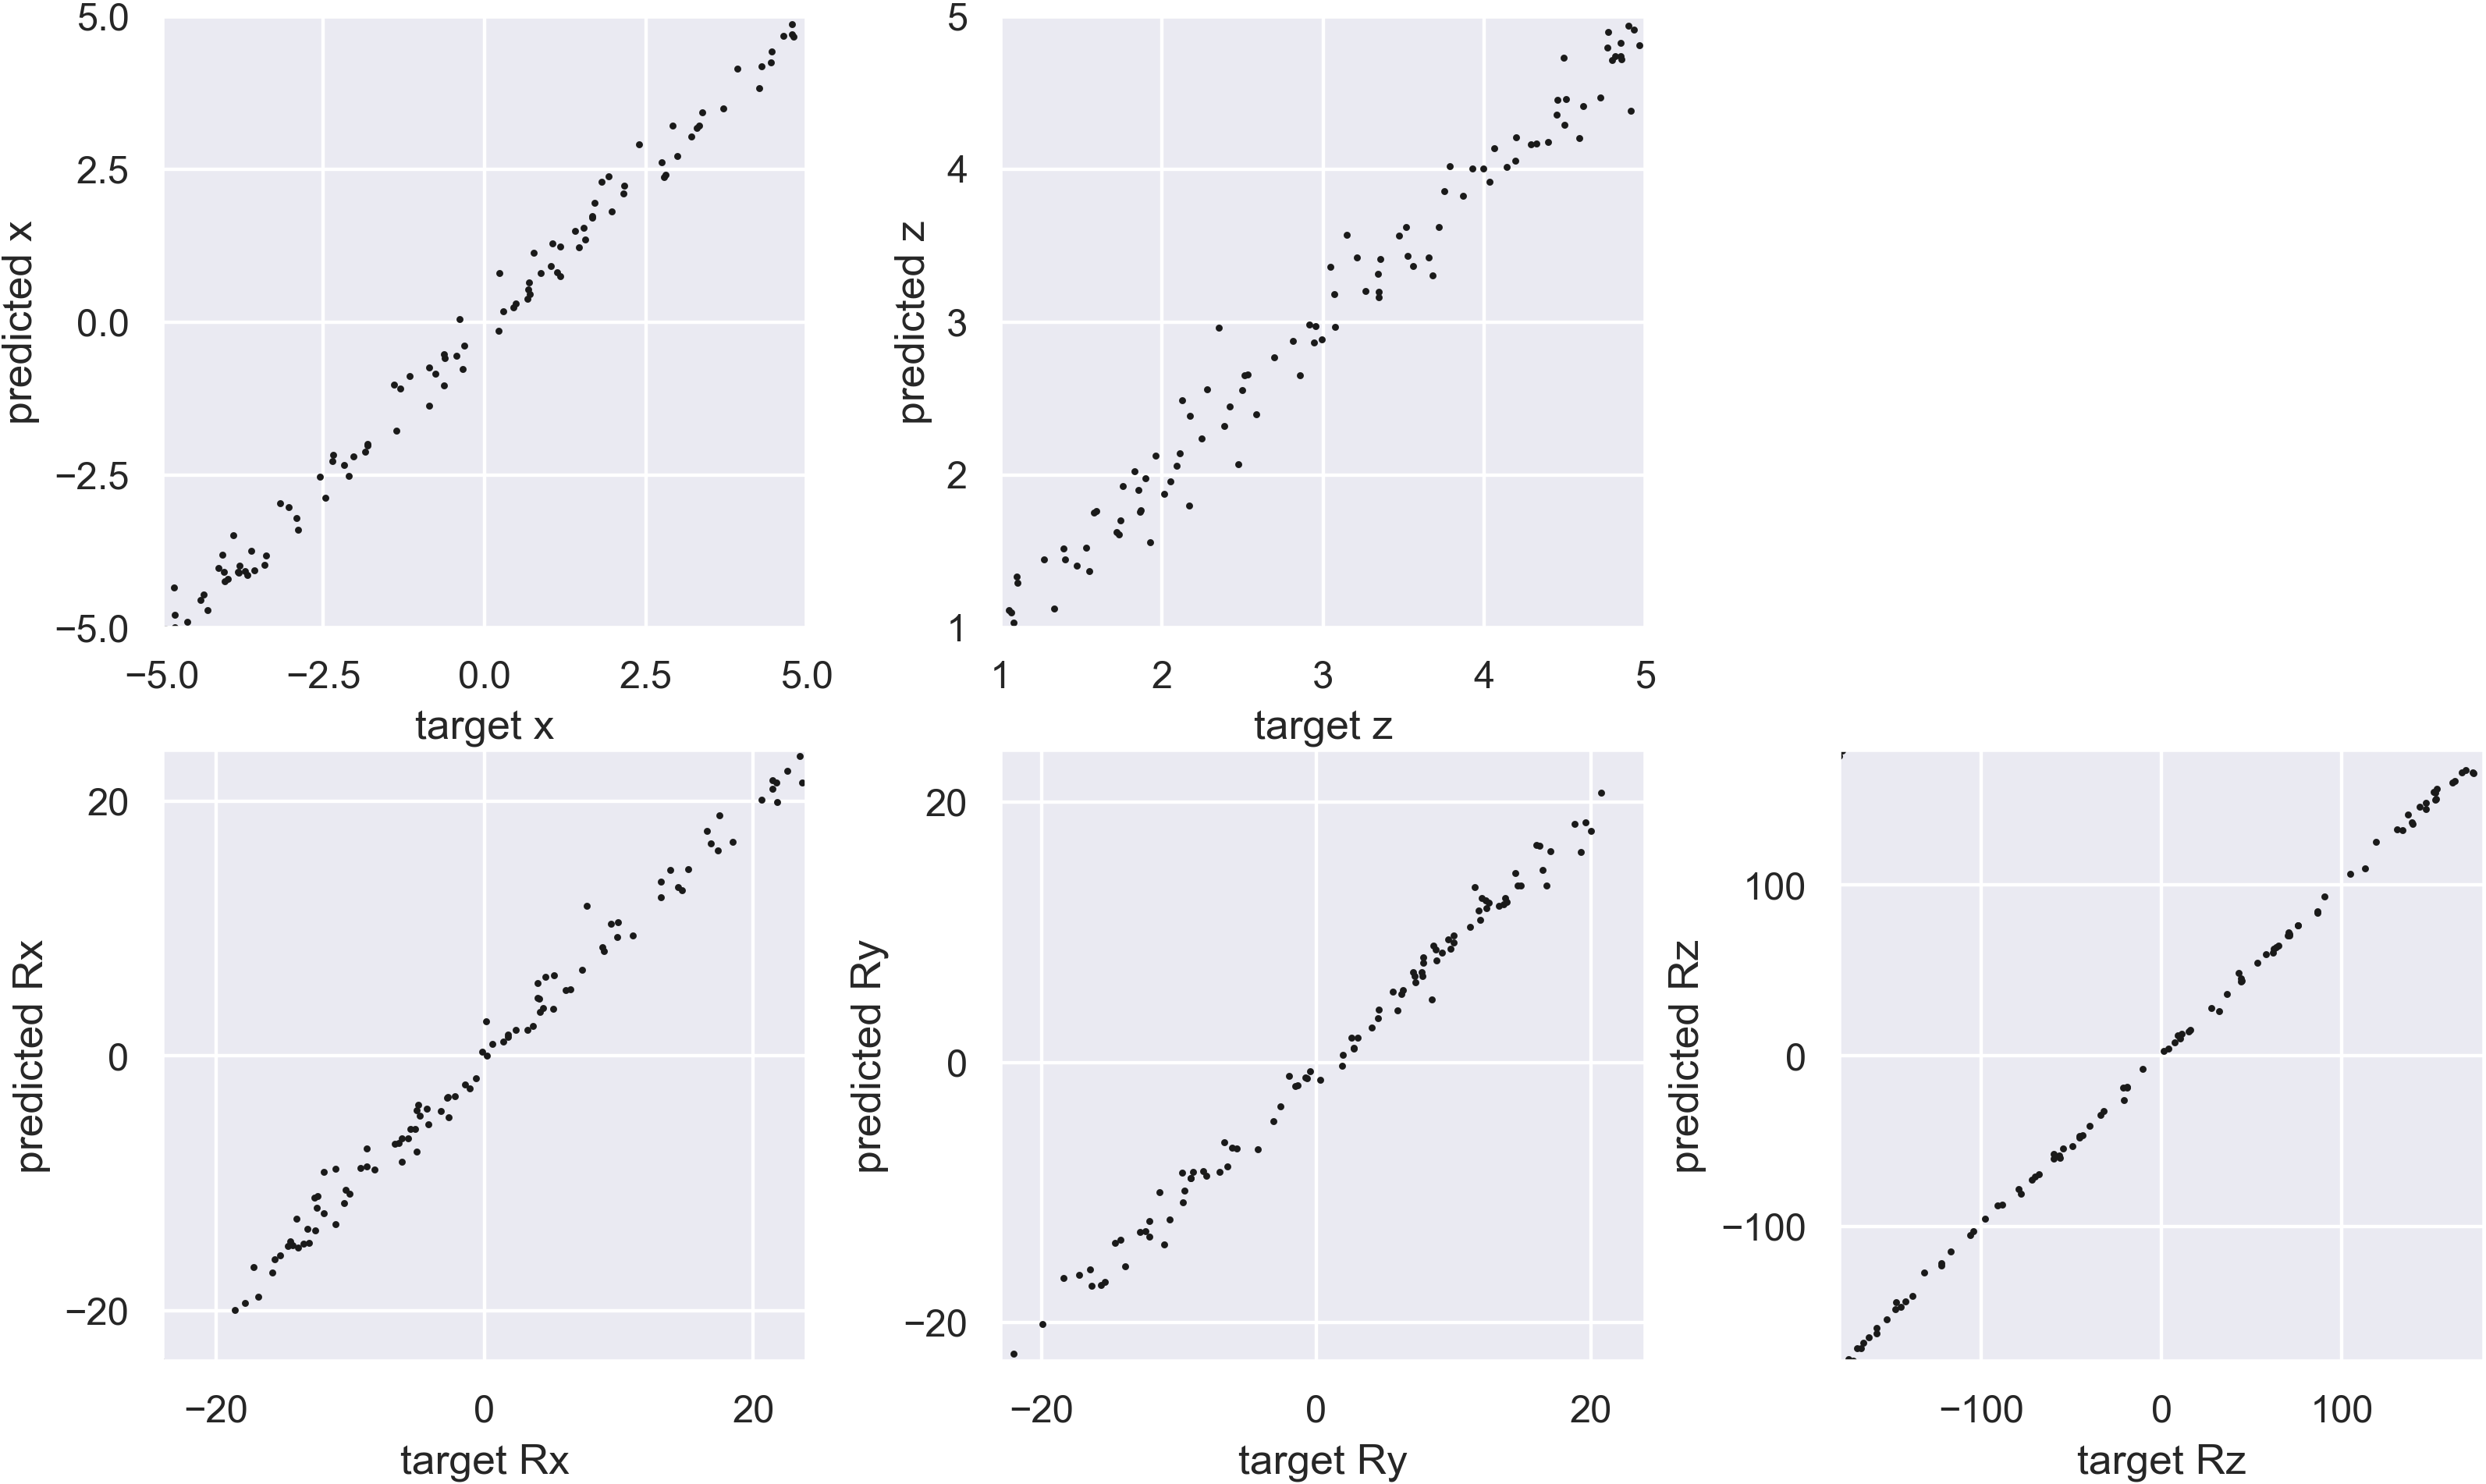 5.0
2.5
0.0
−2.5
−5.0
predicted x
−5.0 −2.5 0.0 2.5 5.0
target x
5
4
3
2
1
predicted z
1 2 3 4 5
target z
20
0
−20
predicted Rx
−20 0 20
target Rx
20
0
−20
predicted Ry
−20 0 20
target Ry
100
0
−100
predicted Rz
−100 0 100
target Rz